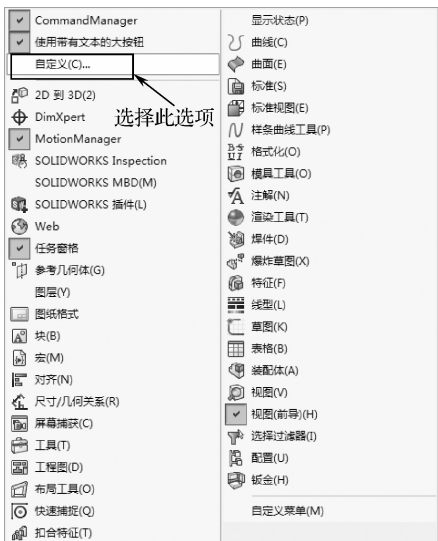 CommandManager
使用带有文本的大按钮
自定义(C)...
2D 到 3D(2)
选择此选项
DimXpert
MotionManager
SOLIDWORKS Inspection
SOLIDWORKS MBD(M)
SOLIDWORKS 插件(L)
Web
任务窗格
参考几何体(G)
图层(Y)
图纸格式
块(B)
宏(M)
对齐(N)
尺寸/几何关系(R)
屏幕捕获(C)
工具(T)
工程图(D)
布局工具(O)
快速捕捉(Q)
扣合特征(T)
显示状态(P)
曲线(C)
曲面(E)
标准(S)
标准视图(E)
样条曲线工具(P)
格式化(O)
模具工具(O)
注解(N)
渲染工具(T)
焊件(D)
爆炸草图(X)
特征(F)
线型(L)
草图(K)
表格(B)
装配体(A)
视图(V)
视图(前导)(H)
选择过滤器(I)
配置(U)
钣金(H)
自定义菜单(M)